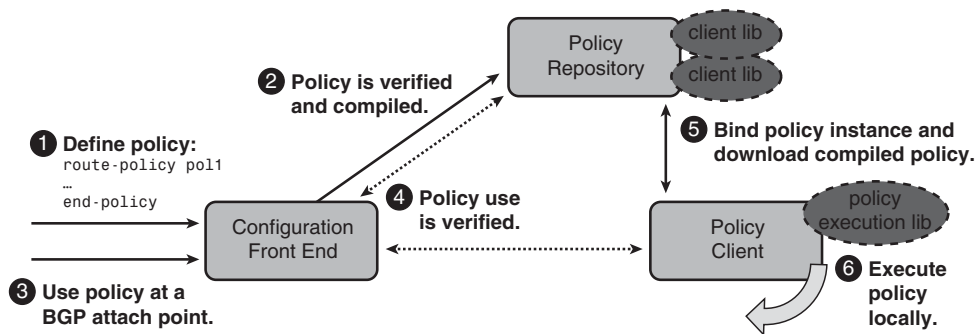 Policy
Repository
client lib
client lib
2 Policy is verified
and compiled.
1 Define policy:
route-policy pol1
…
end-policy
5 Bind policy instance and
download compiled policy.
4 Policy use
is verified.
Configuration
Front End
Policy
Client
policy
execution lib
3 Use policy at a
BGP attach point.
6 Execute
policy
locally.